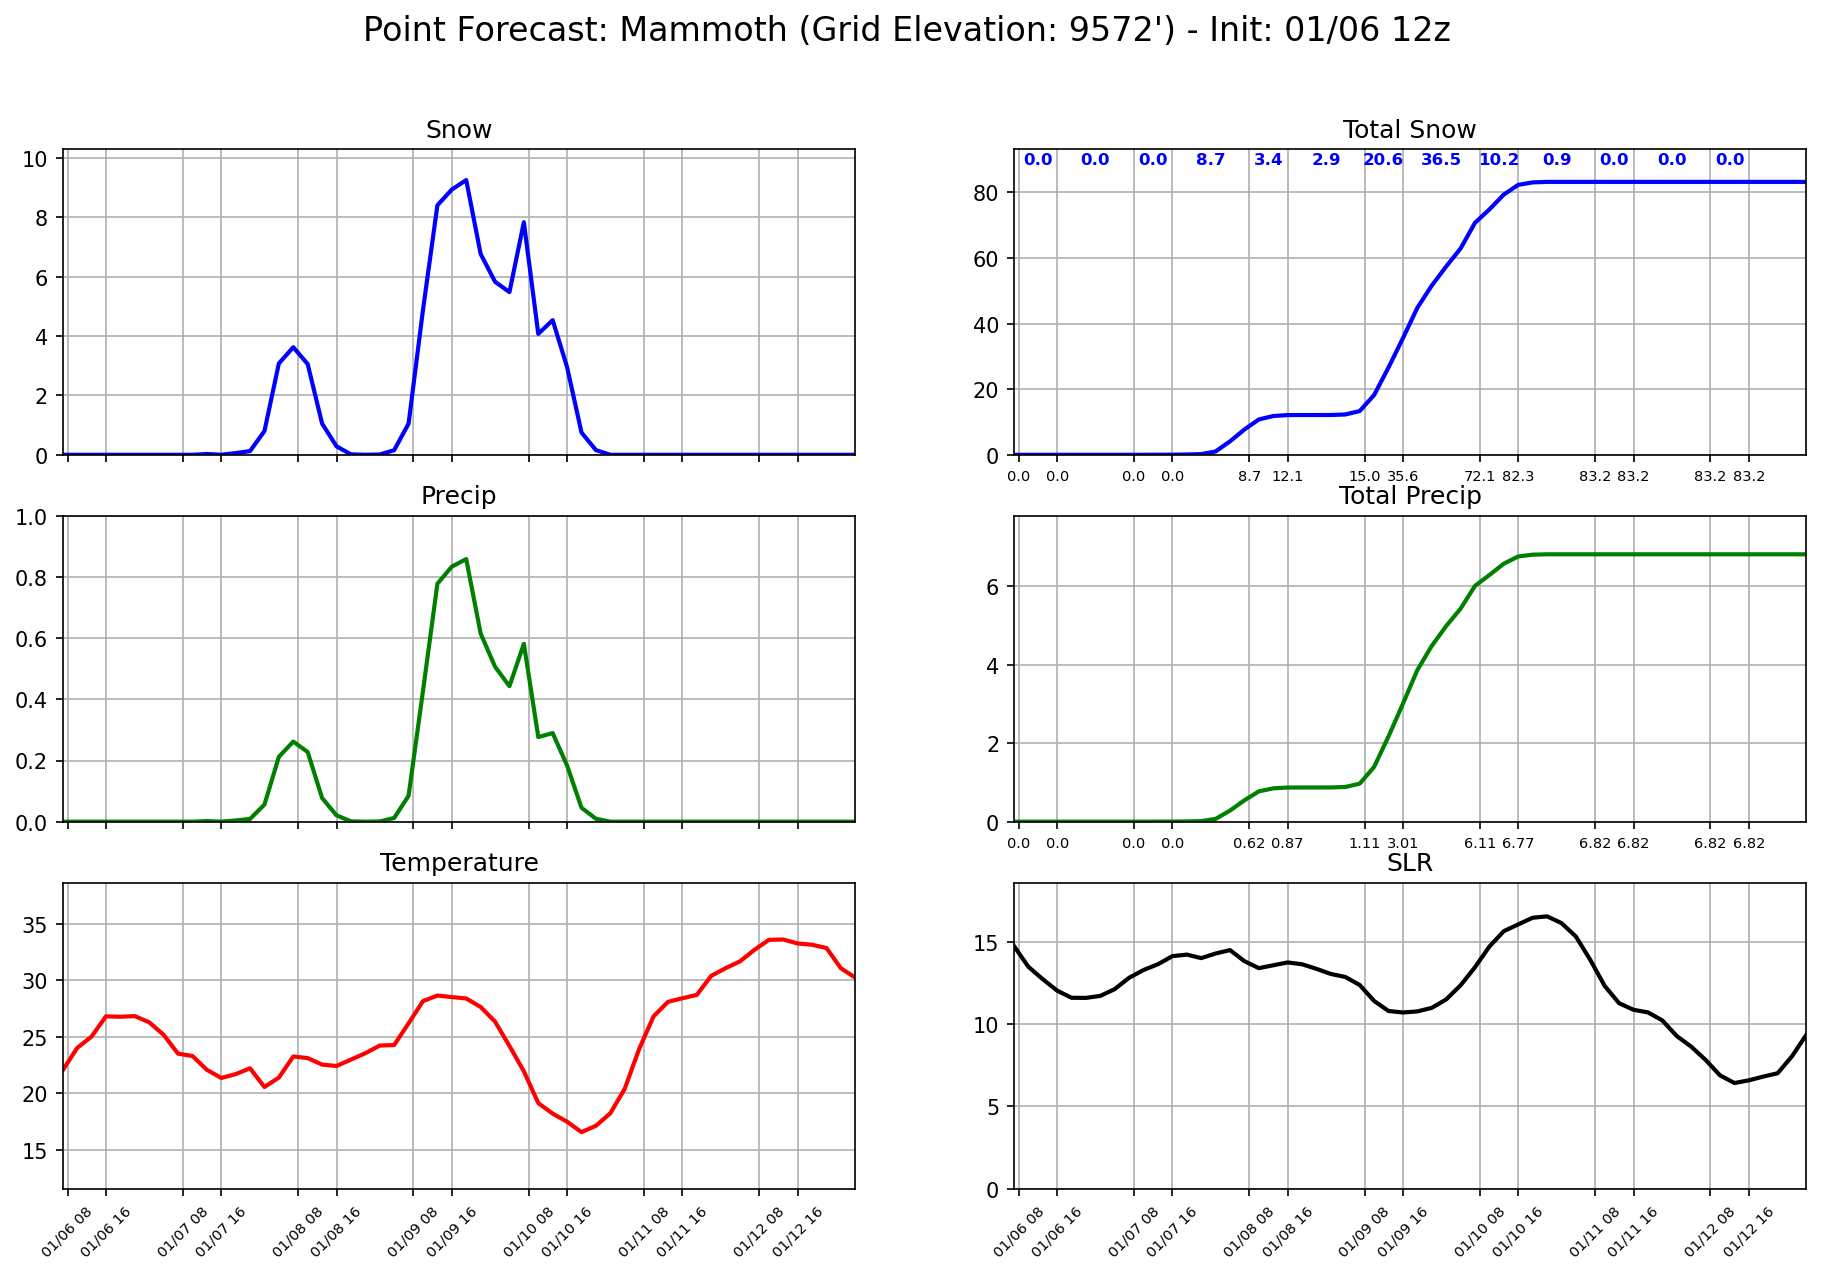 Point Forecast: Mammoth (Grid Elevation: 9572') - Init: 01/06 12z
Snow
10
8
6
4
2
0
Total Snow
0.0 0.0 0.0 8.7 3.4 2.9 20.6 36.5 10.2 0.9 0.0 0.0 0.0
80
60
40
20
0
0.0 0.0 0.0 0.0 8.7 12.1 15.0 35.6 72.1 82.3 83.2 83.2 83.2 83.2
Precip
1.0
0.8
0.6
0.4
0.2
0.0
Total Precip
6
4
2
0
0.0 0.0 0.0 0.0 0.62 0.87 1.11 3.01 6.11 6.77 6.82 6.82 6.82 6.82
Temperature
35
30
25
20
15
01/06 08 01/06 16 01/07 08 01/07 16 01/08 08 01/08 16 01/09 08 01/09 16 01/10 08 01/10 16 01/11 08 01/11 16 01/12 08 01/12 16
SLR
15
10
5
0
01/06 08 01/06 16 01/07 08 01/07 16 01/08 08 01/08 16 01/09 08 01/09 16 01/10 08 01/10 16 01/11 08 01/11 16 01/12 08 01/12 16